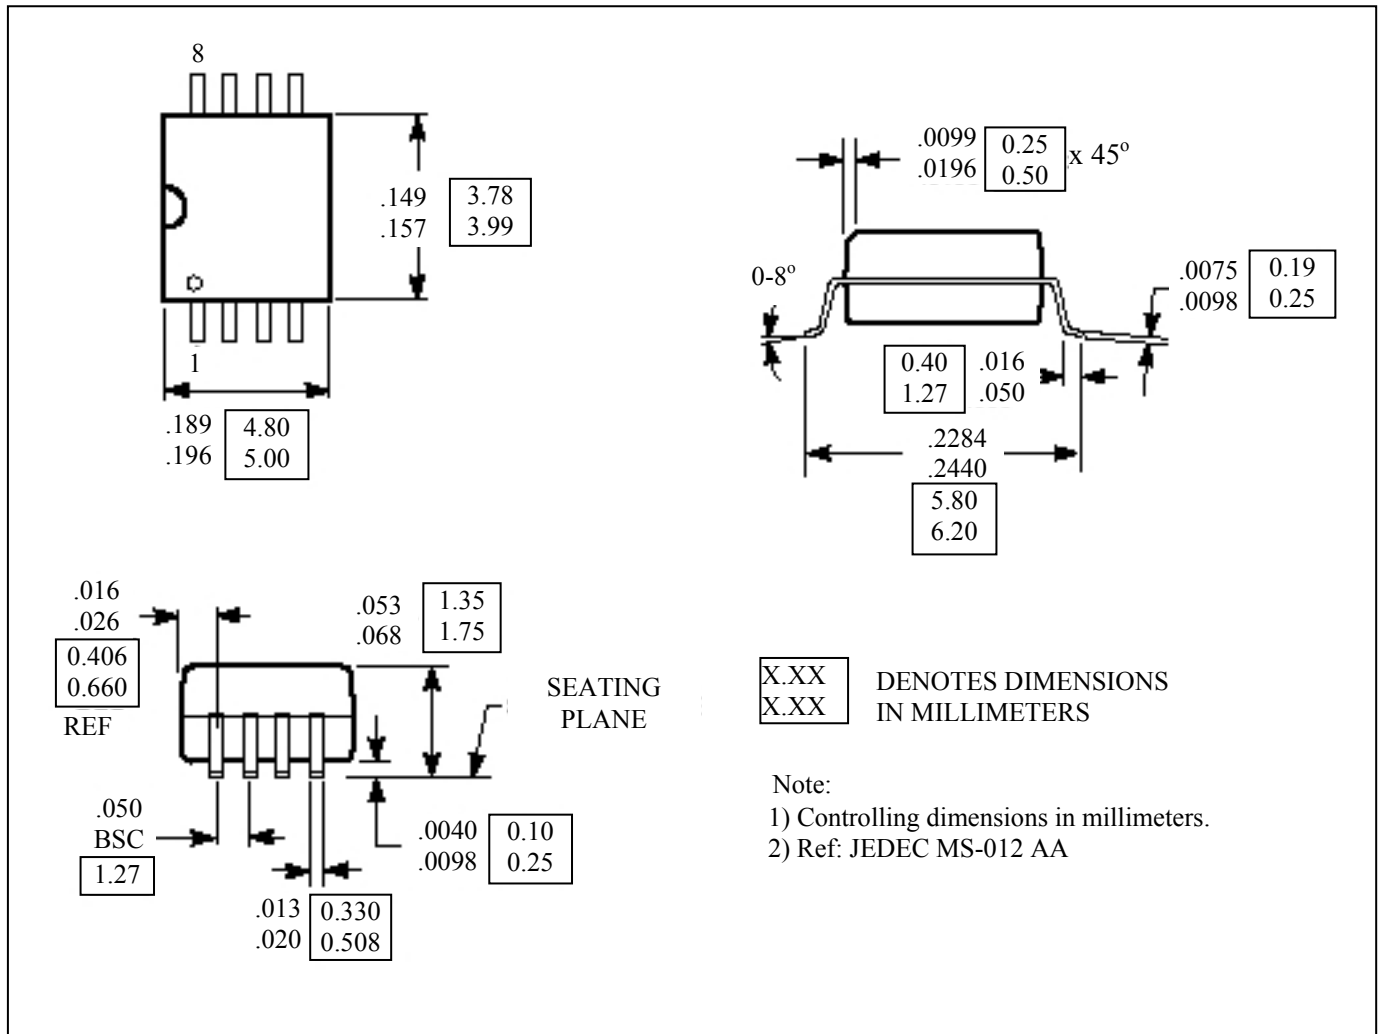 8
.149 3.78
.157 3.99
1
.189 4.80
.196 5.00
.0099 0.25
.0196 0.50
x 45°
0-8°
.0075 0.19
.0098 0.25
0.40 .016
1.27 .050
.2284
.2440
5.80
6.20
.016
.026
0.406
0.660
REF
.053 1.35
.068 1.75
SEATING
PLANE
.050
BSC
1.27
.0040 0.10
.0098 0.25
.013 0.330
.020 0.508
X.XX
X.XX
DENOTES DIMENSIONS
IN MILLIMETERS
Note:
1) Controlling dimensions in millimeters.
2) Ref: JEDEC MS-012 AA